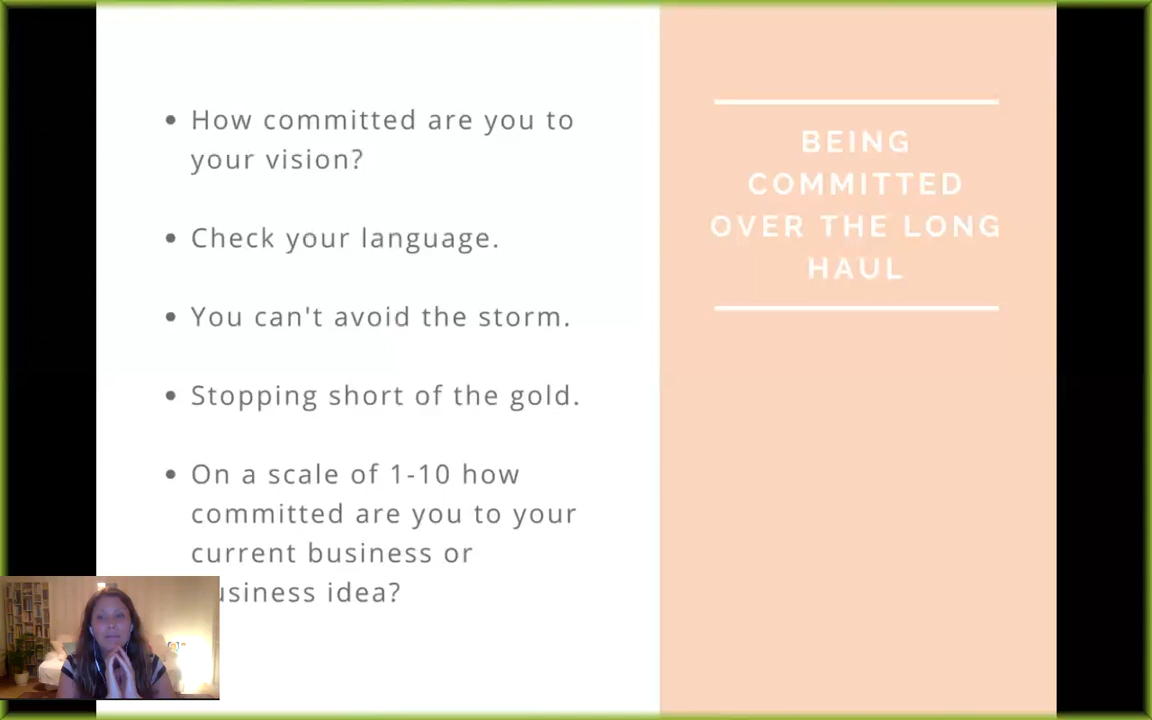 How committed are you to
your vision?
Check your language.
You can't avoid the storm.
Stopping short of the gold.
On a scale of 1-10 how
committed are you to your
current business or
idea?
BEING
COMMITTED
OVER THE LONG
HAUL